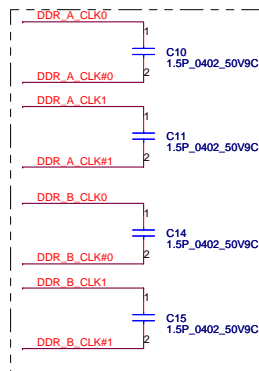 DDR_A_CLK0
1
C10
1.5P_0402_50V9C
2
DDR_A_CLK#0
DDR_A_CLK1
1
C11
1.5P_0402_50V9C
2
DDR_A_CLK#1
DDR_B_CLK0
1
C14
1.5P_0402_50V9C
2
DDR_B_CLK#0
DDR_B_CLK1
1
C15
1.5P_0402_50V9C
2
DDR_B_CLK#1